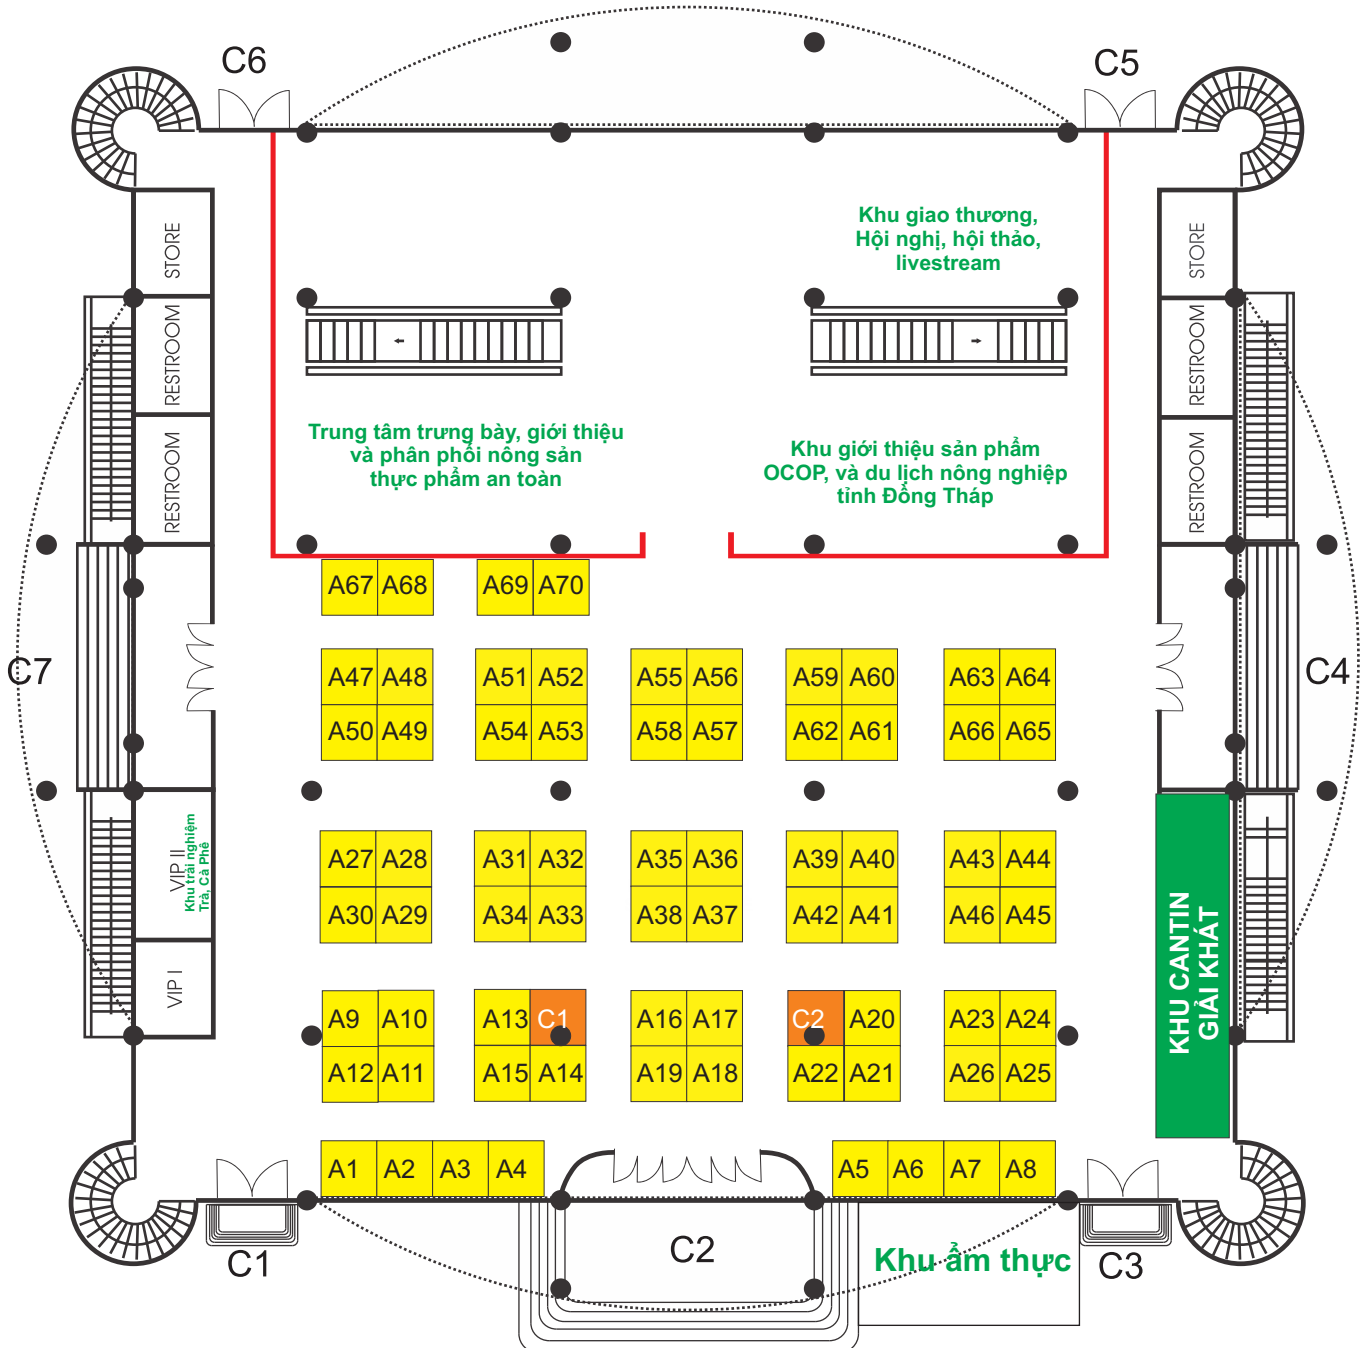 C6
C5
STORE
RESTROOM
RESTROOM
Khu giao thương,
Hội nghị, hội thảo,
livestream
STORE
RESTROOM
RESTROOM
Trung tâm trưng bày, giới thiệu
và phân phối nông sản
thực phẩm an toàn
Khu giới thiệu sản phẩm
OCOP, và du lịch nông nghiệp
tỉnh Đồng Tháp
A67 A68 A69 A70
C7
A47 A48 A51 A52 A55 A56 A59 A60 A63 A64
C4
A50 A49 A54 A53 A58 A57 A62 A61 A66 A65
VIP II
Khu trải nghiệm
Trà, Cà Phê
A27 A28 A31 A32 A35 A36 A39 A40 A43 A44
A30 A29 A34 A33 A38 A37 A42 A41 A46 A45
KHU CANTIN
GIẢI KHÁT
VIP I
A9 A10 A13 C1 A16 A17 C2 A20 A23 A24
A12 A11 A15 A14 A19 A18 A22 A21 A26 A25
A1 A2 A3 A4 A5 A6 A7 A8
C1
C2
Khu ẩm thực
C3